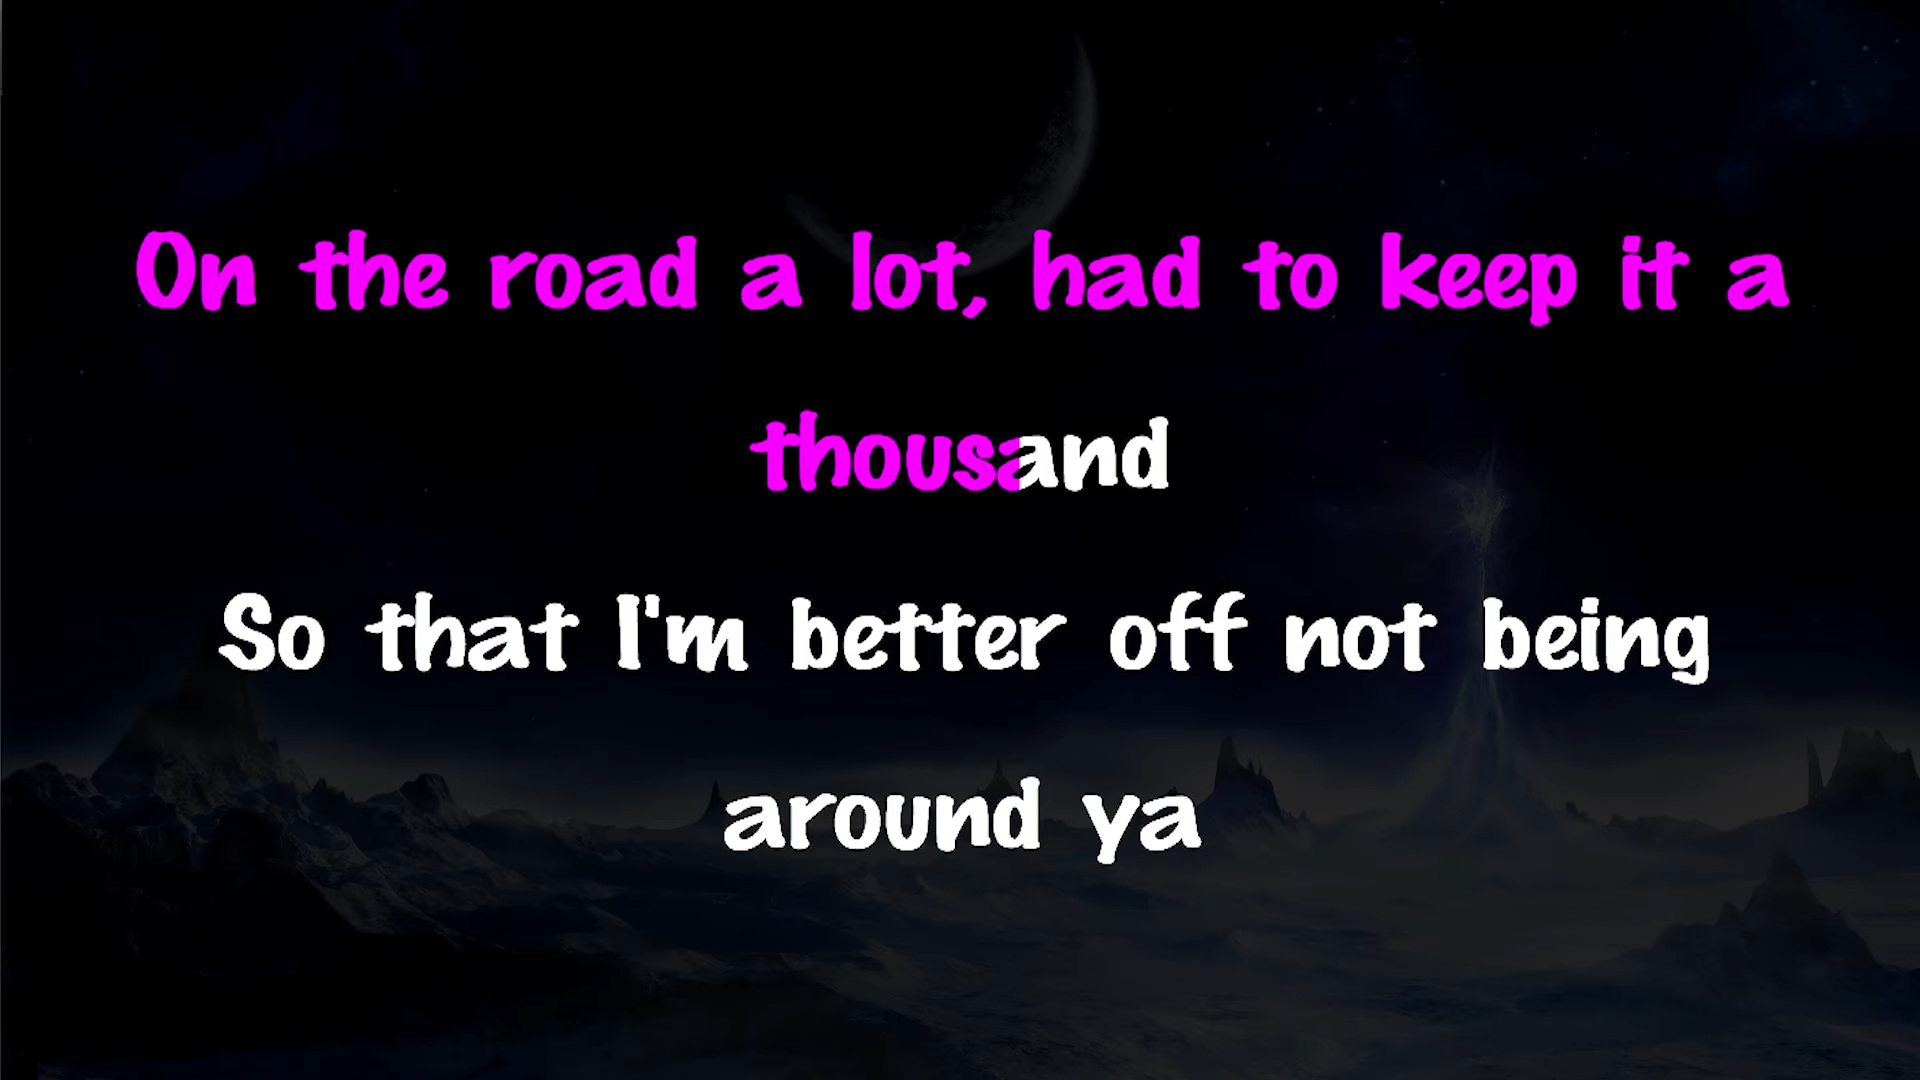 On the road a lot, had to keep it a
thousand
So that I'm better off not being
around ya